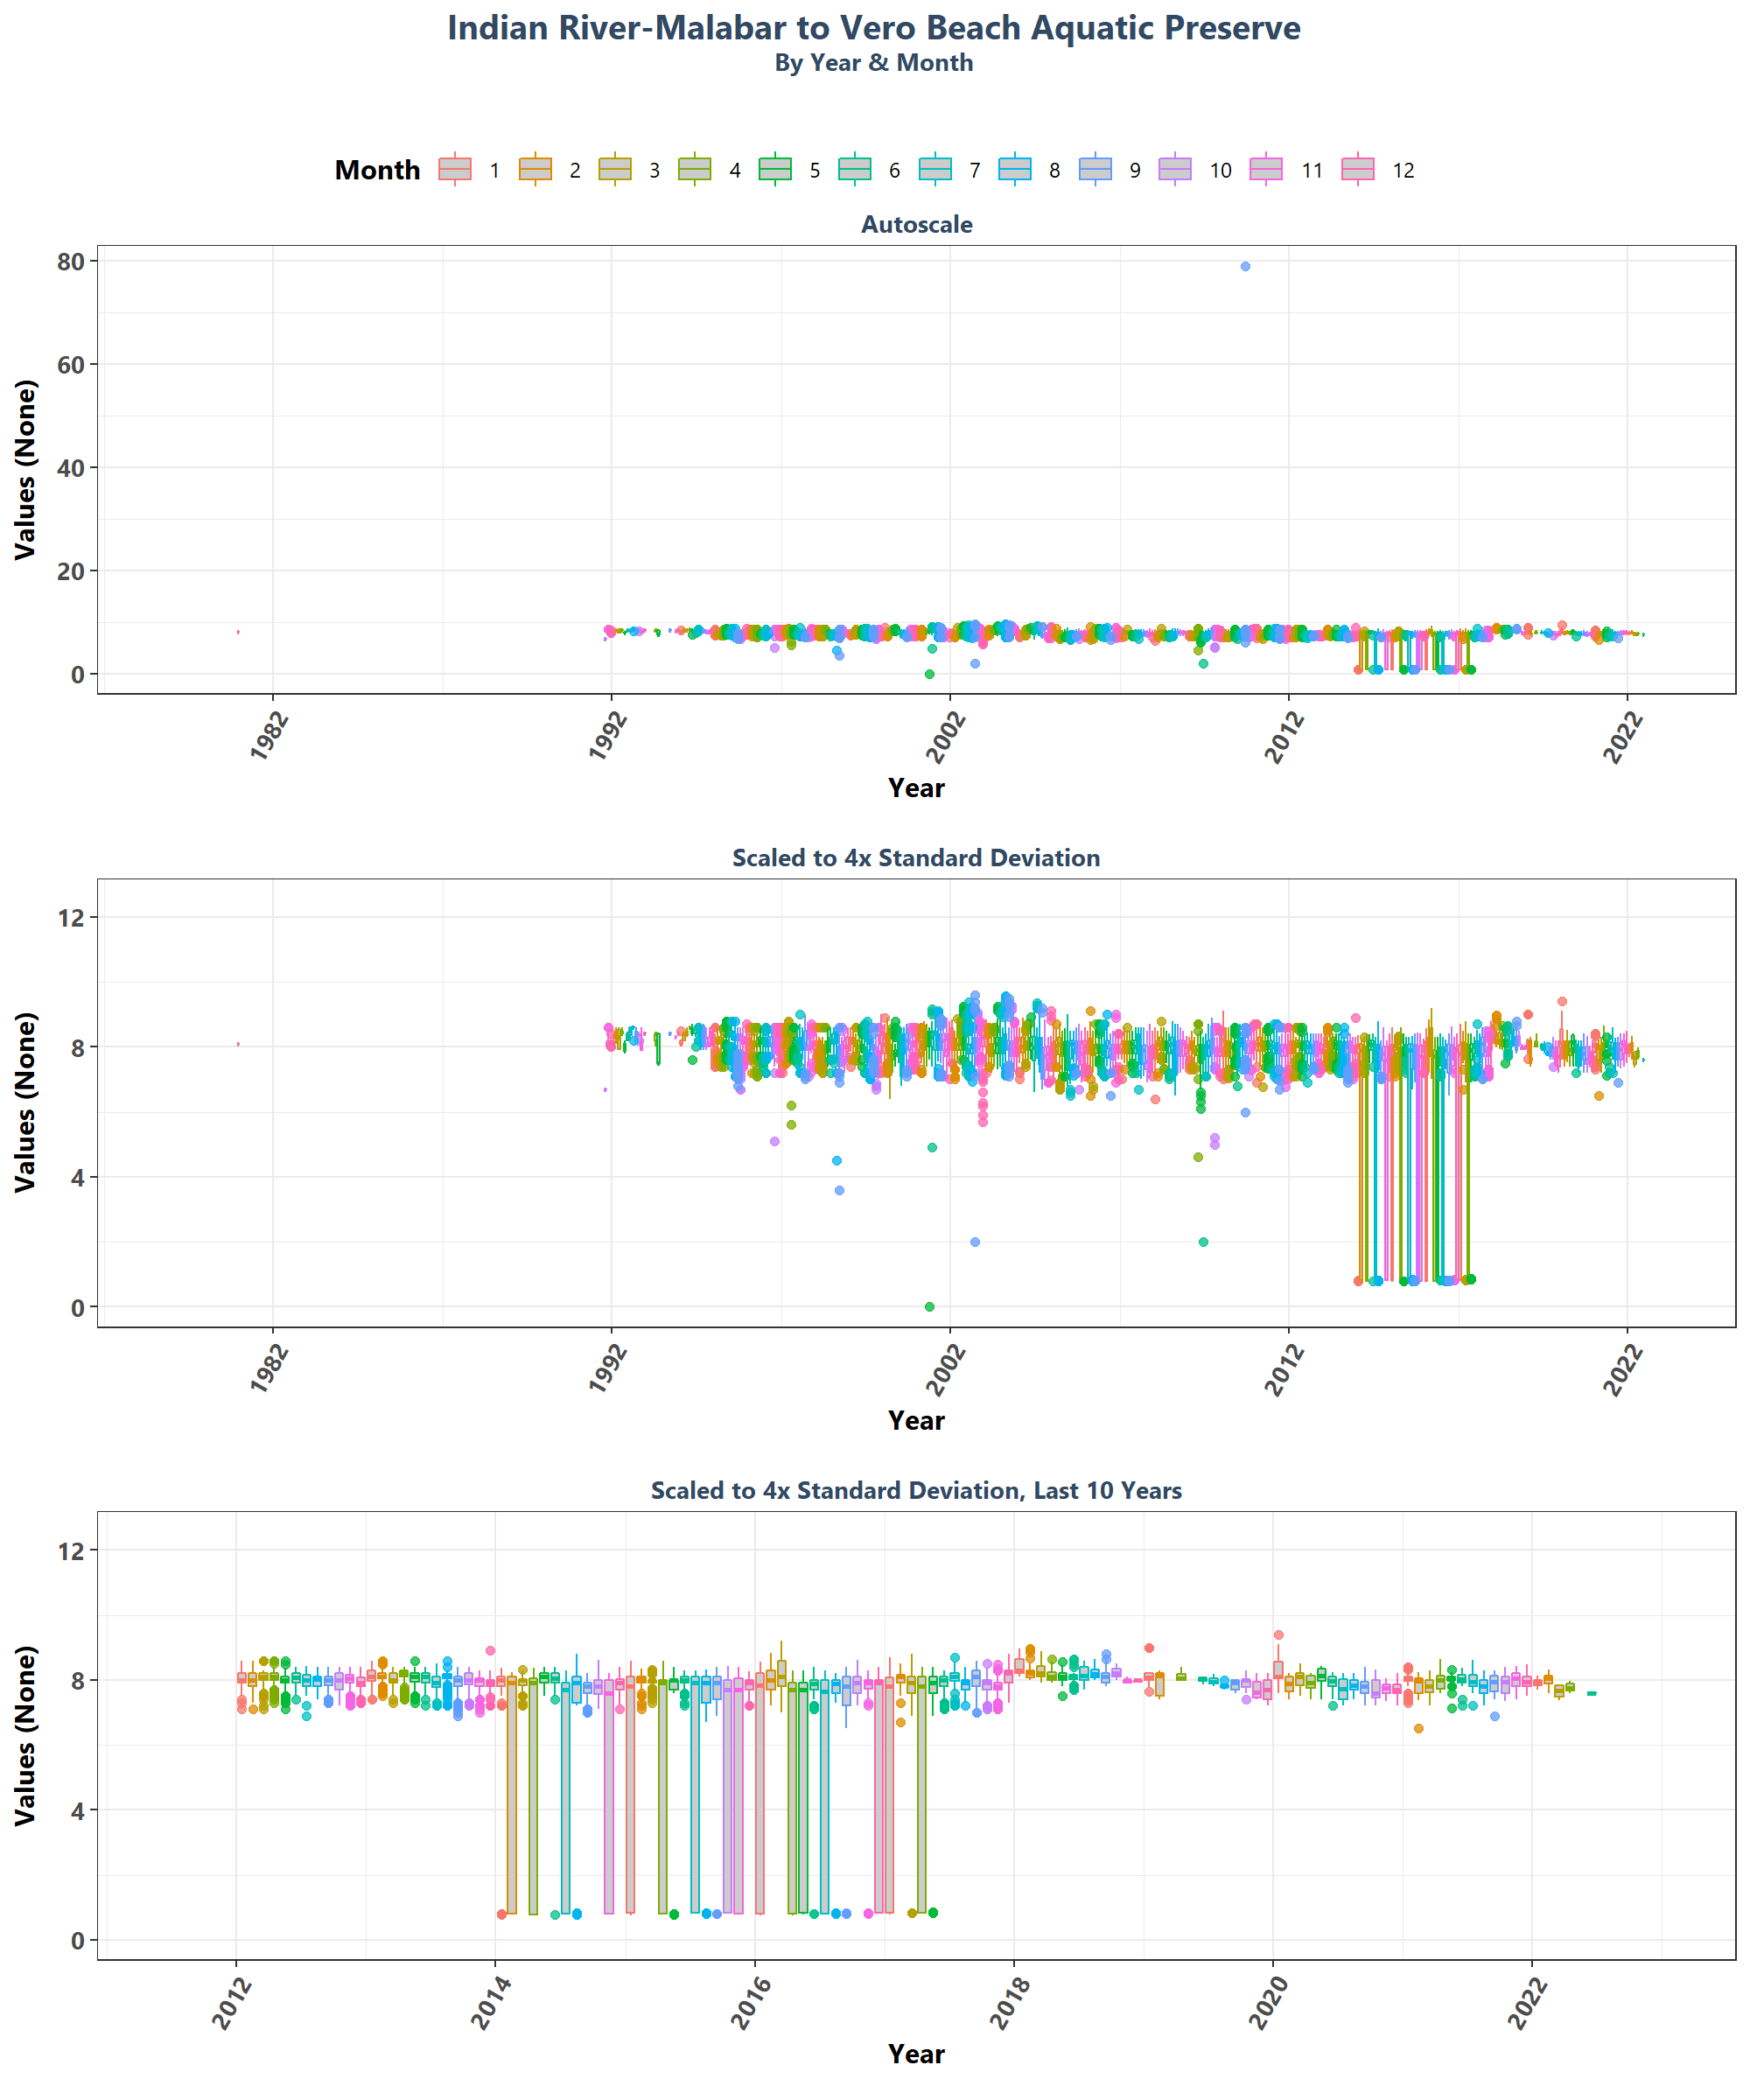 Indian River-Malabar to Vero Beach Aquatic Preserve
By Year & Month
Month 1 2 3 4 5 6 7 8 9 10 11 12
Autoscale
80
60
40
20
0
Values (None)
1982 1992 2002 2012 2022
Year
Scaled to 4x Standard Deviation
12
8
4
0
Values (None)
1982 1992 2002 2012 2022
Year
Scaled to 4x Standard Deviation, Last 10 Years
12
8
4
0
Values (None)
2012 2014 2016 2018 2020 2022
Year